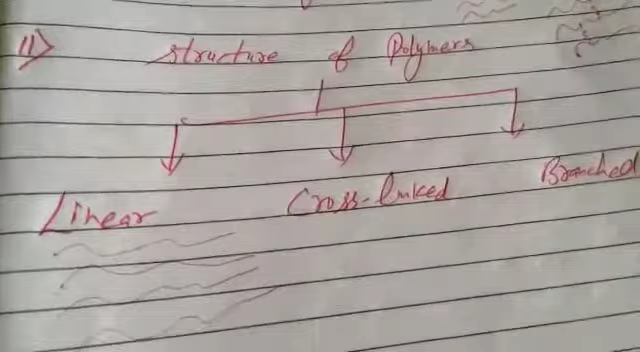 11) Structure of Polymers
Linear Cross-linked Branched